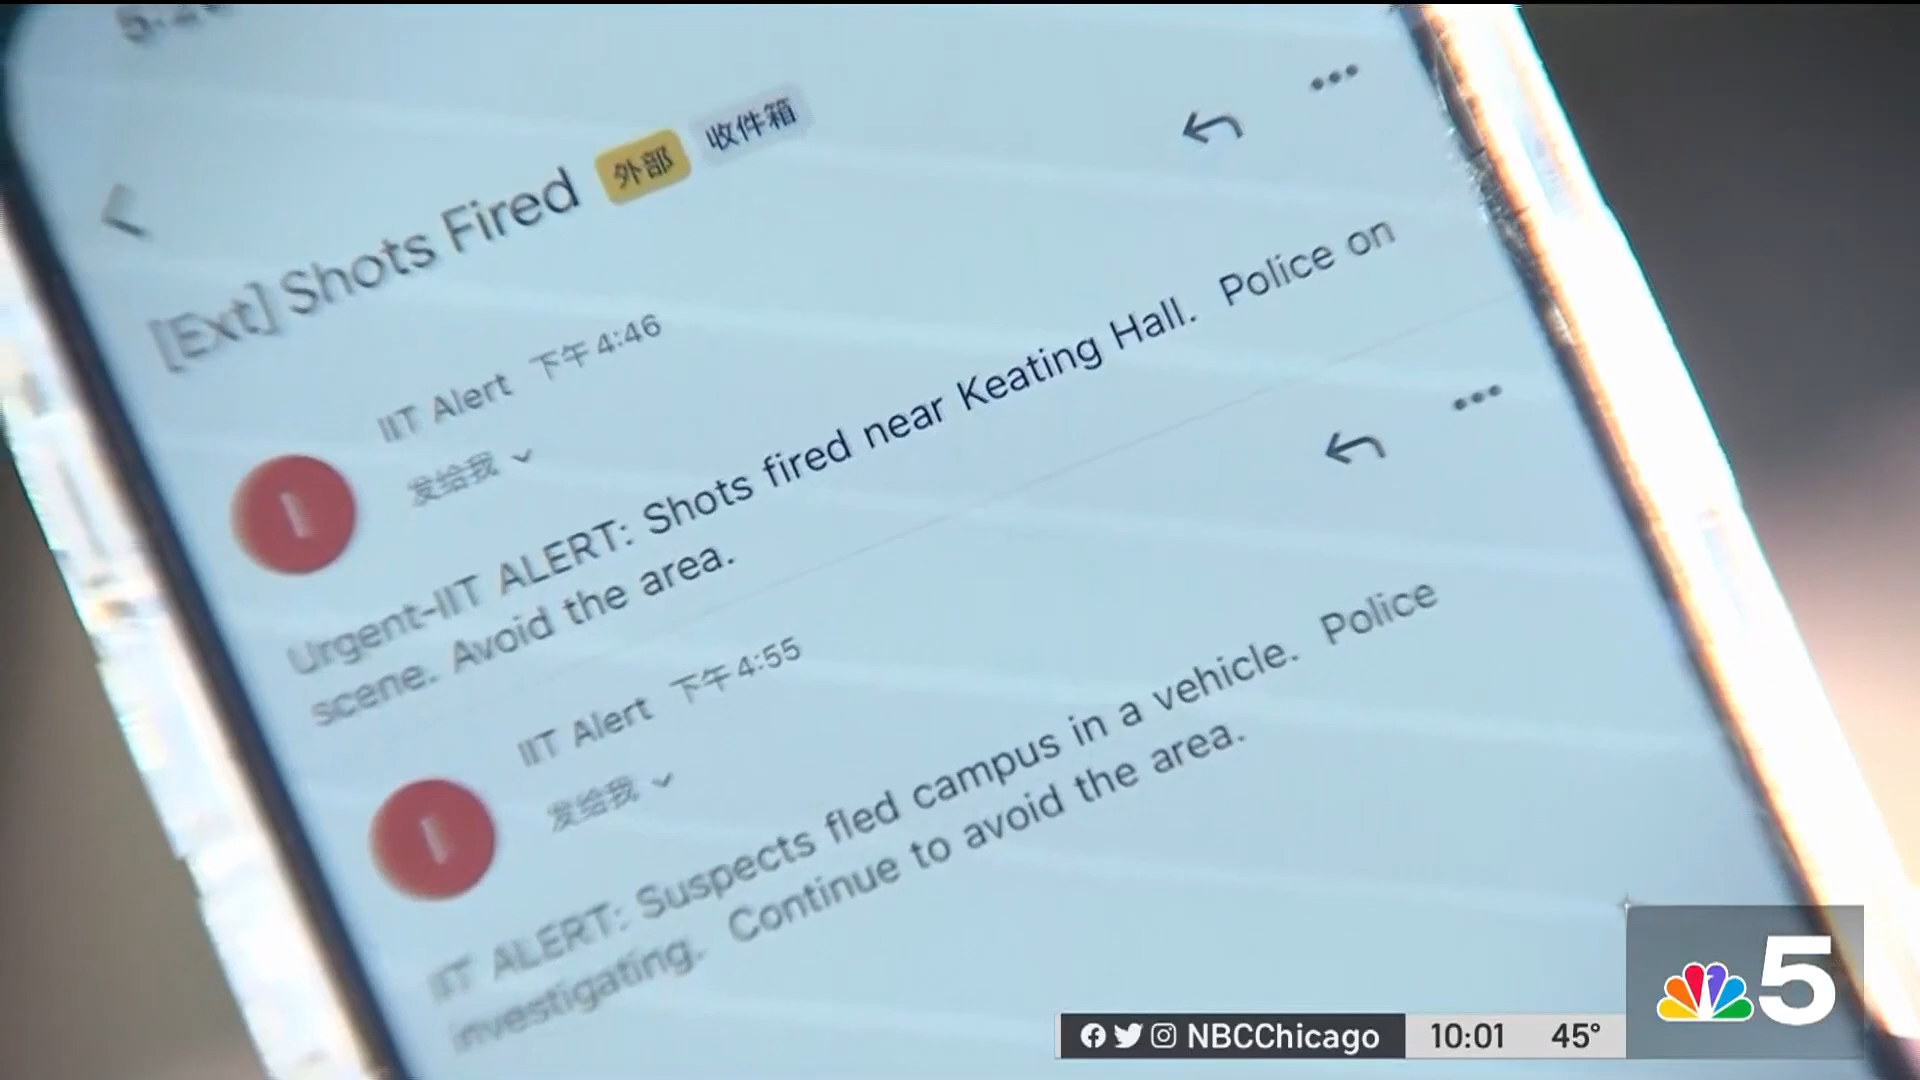 [Ext] Shots Fired 外部 收件箱
IIT Alert 下午 4:46
发给我
I
Urgent-IIT ALERT: Shots fired near Keating Hall. Police on
scene. Avoid the area.
IIT Alert 下午 4:55
发给我
I
IIT ALERT: Suspects fled campus in a vehicle. Police
investigating. Continue to avoid the area.
5
NBCChicago 10:01 45°